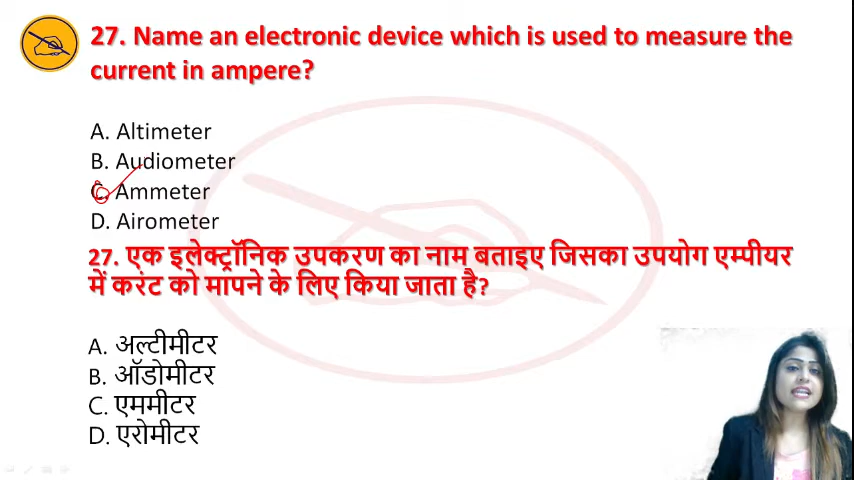 27. Name an electronic device which is used to measure the
current in ampere?
A. Altimeter
B. Audiometer
C. Ammeter
D. Airometer
27. एक इलेक्ट्रॉनिक उपकरण का नाम बताइए जिसका उपयोग एम्पीयर
में करंट को मापने के लिए किया जाता है?
A. अल्टीमीटर
B. ऑडोमीटर
C. एममीटर
D. एरोमीटर